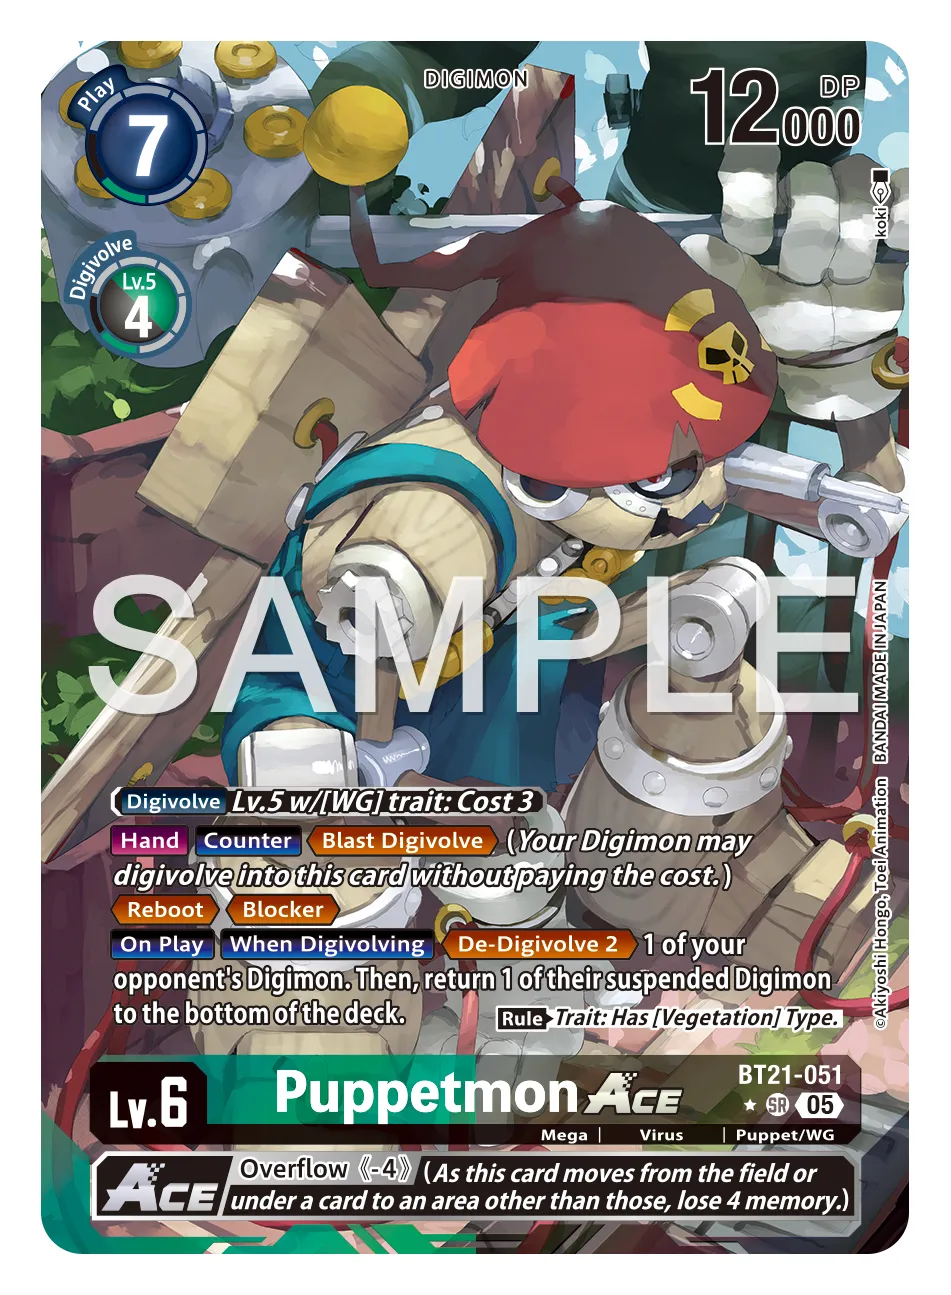 DIGIMON
Play
7
12000
DP
Digivolve
Lv.5
4
koki
SAMPLE
BANDAI MADE IN JAPAN
©Akiyoshi Hongo, Toei Animation
Digivolve Lv.5 w/[WG] trait: Cost 3
Hand Counter Blast Digivolve (Your Digimon may
digivolve into this card without paying the cost.)
Reboot Blocker
On Play When Digivolving De-Digivolve 2 1 of your
opponent's Digimon. Then, return 1 of their suspended Digimon
to the bottom of the deck.
Rule Trait: Has [Vegetation] Type.
Lv.6
Puppetmon ACE
BT21-051
SR 05
Mega | Virus | Puppet/WG
ACE
Overflow《-4》(As this card moves from the field or
under a card to an area other than those, lose 4 memory.)